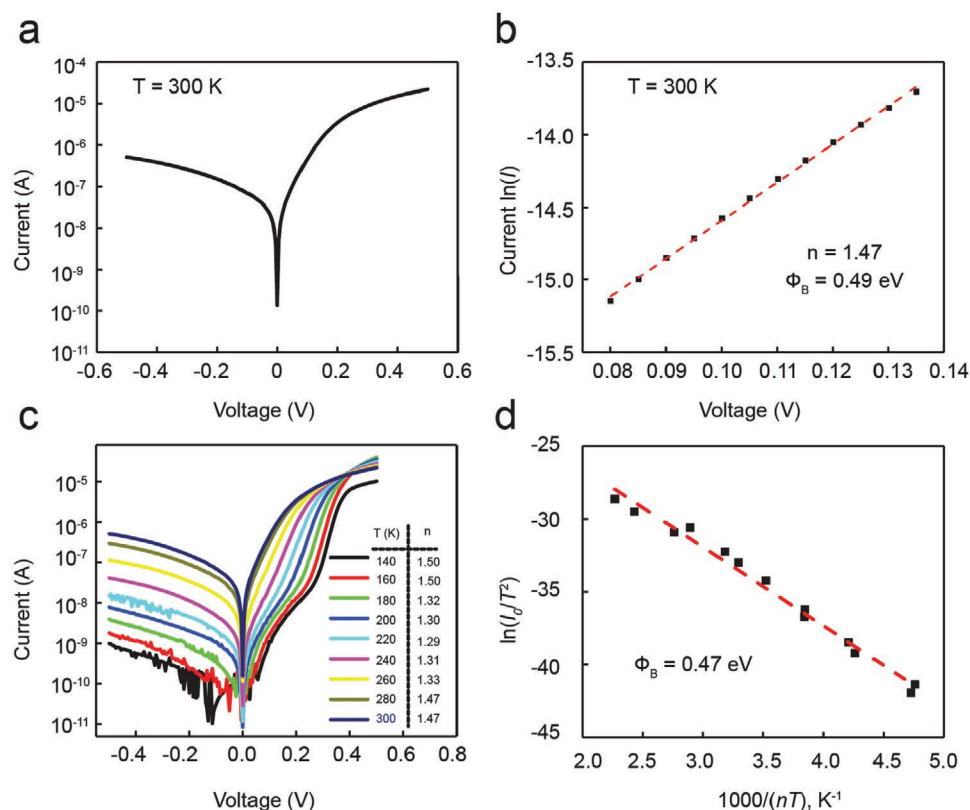 a
T = 300 K
10⁻⁴
10⁻⁵
10⁻⁶
10⁻⁷
10⁻⁸
10⁻⁹
10⁻¹⁰
10⁻¹¹
Current (A)
-0.6 -0.4 -0.2 0 0.2 0.4 0.6
Voltage (V)
b
T = 300 K
-13.5
-14.0
-14.5
-15.0
-15.5
Current ln(I)
n = 1.47
Φ_B = 0.49 eV
0.08 0.09 0.10 0.11 0.12 0.13 0.14
Voltage (V)
c
10⁻⁵
10⁻⁶
10⁻⁷
10⁻⁸
10⁻⁹
10⁻¹⁰
10⁻¹¹
Current (A)
T (K) n
140 1.50
160 1.50
180 1.32
200 1.30
220 1.29
240 1.31
260 1.33
280 1.47
300 1.47
-0.4 -0.2 0.0 0.2 0.4 0.6 0.8
Voltage (V)
d
-25
-30
-35
-40
-45
ln(I₀/T²)
Φ_B = 0.47 eV
2.0 2.5 3.0 3.5 4.0 4.5 5.0
1000/(nT), K⁻¹